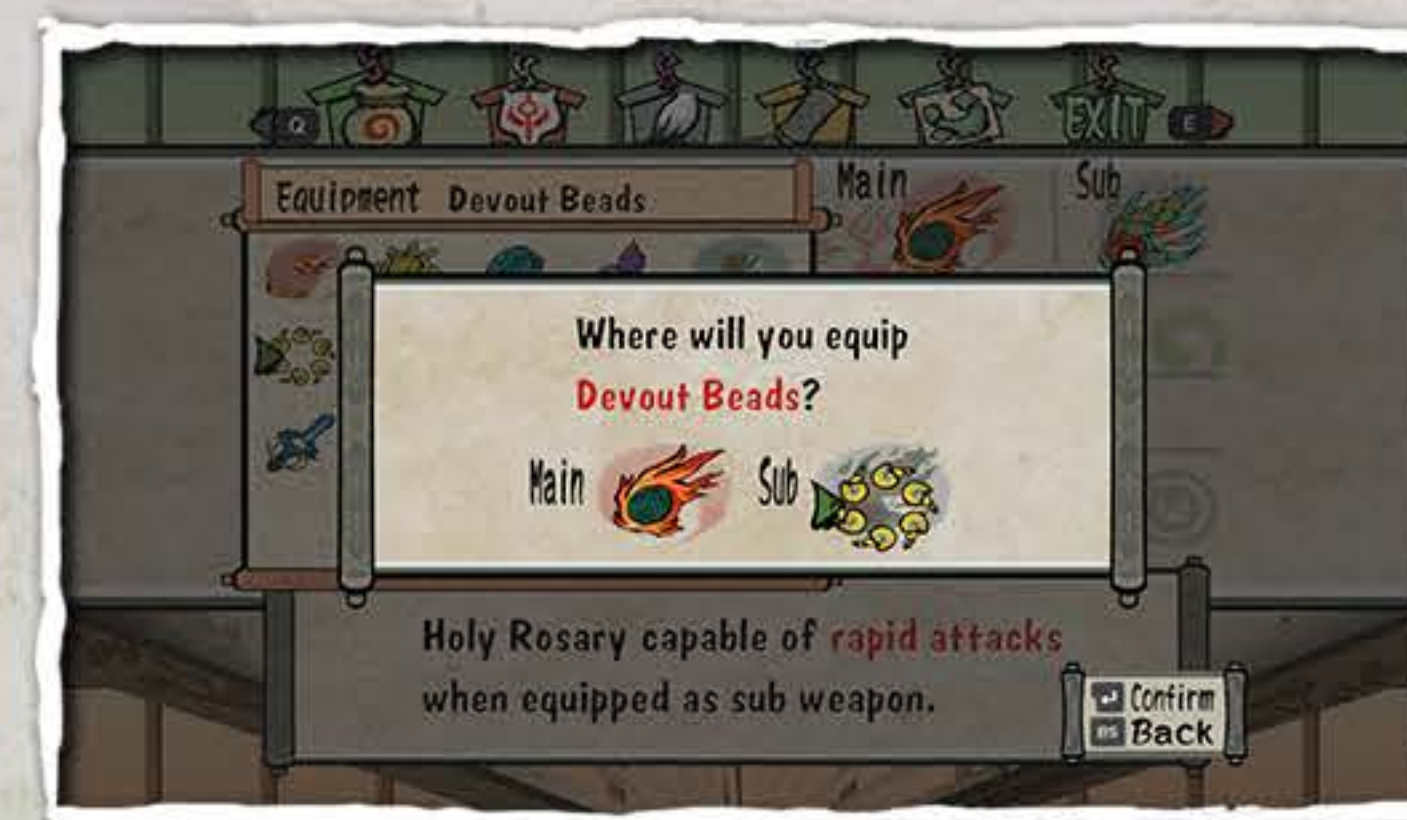 Q
EXIT
E
Equipment Devout Beads
Main
Sub
Where will you equip
Devout Beads?
Main
Sub
Holy Rosary capable of rapid attacks
when equipped as sub weapon.
Confirm
BS Back